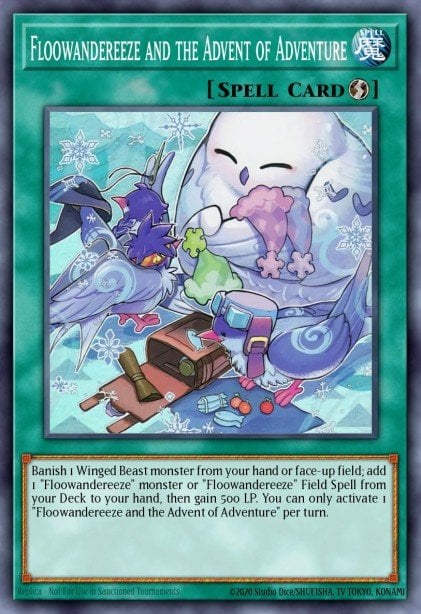 Floowandereeze and the Advent of Adventure
SPELL
魔
[Spell Card]
Banish 1 Winged Beast monster from your hand or face-up field; add
1 "Floowandereeze" monster or "Floowandereeze" Field Spell from
your Deck to your hand, then gain 500 LP. You can only activate 1
"Floowandereeze and the Advent of Adventure" per turn.
Replica - Not For Use in Sanctioned Tournaments
©2020 Studio Dice/SHUEISHA, TV TOKYO, KONAMI